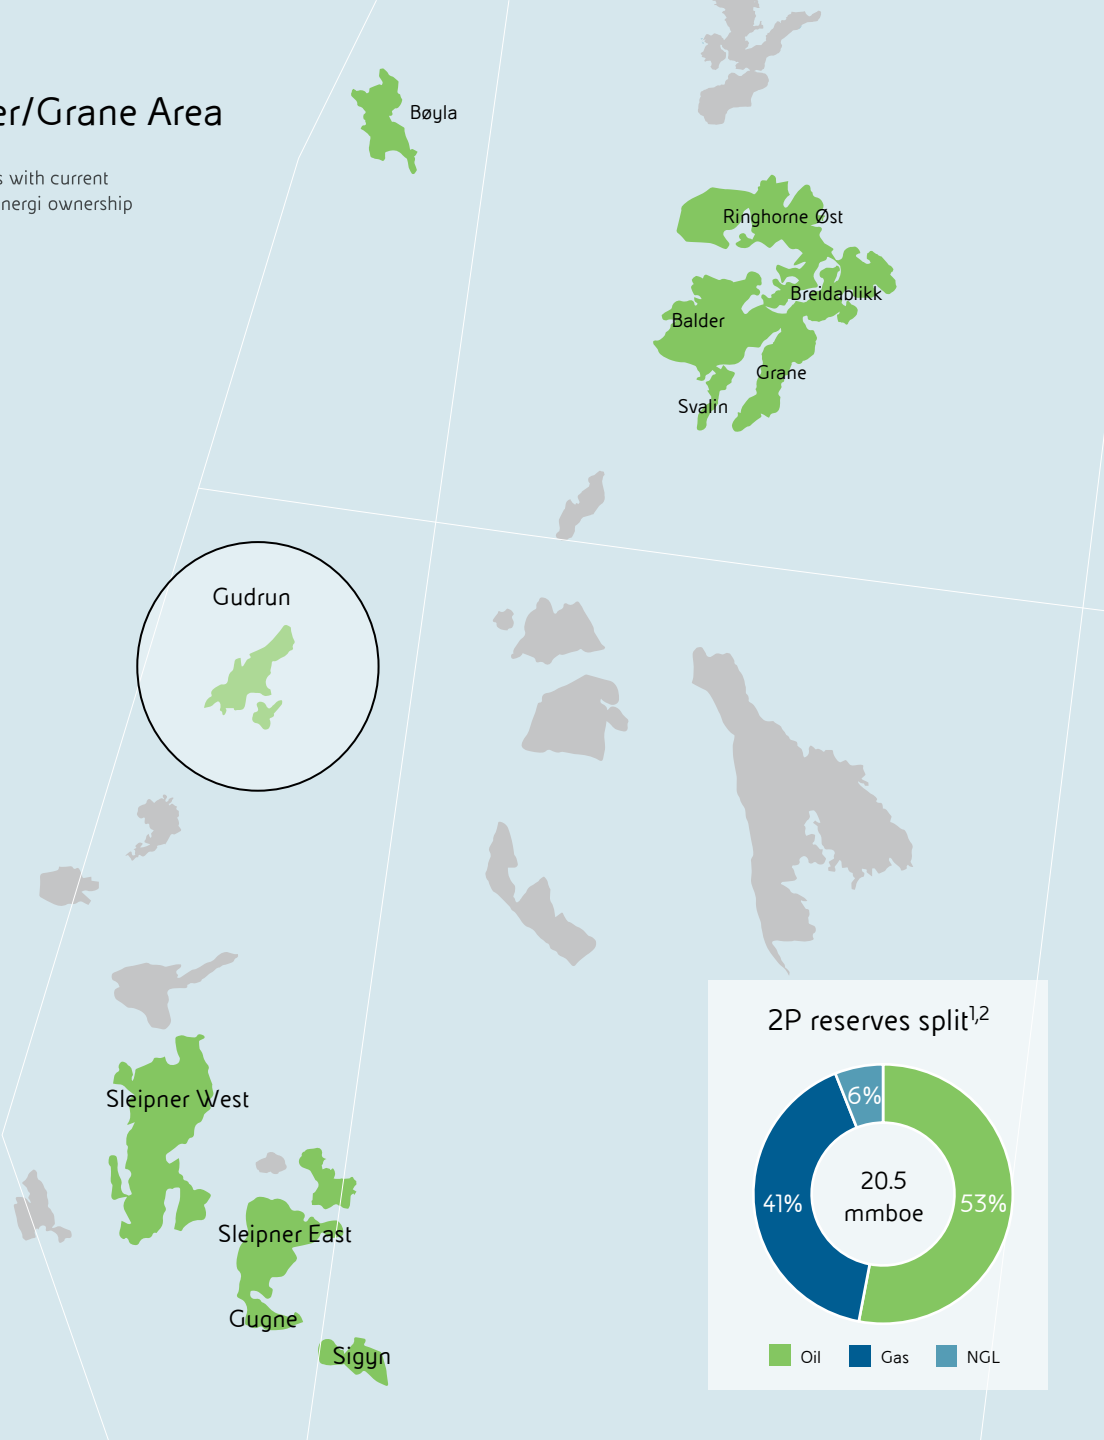 er/Grane Area
s with current
nergi ownership
Bøyla
Ringhorne Øst
Breidablikk
Balder
Grane
Svalin
Gudrun
Sleipner West
Sleipner East
Gugne
Sigyn
2P reserves split1,2
6%
41%
53%
20.5
mmboe
Oil
Gas
NGL